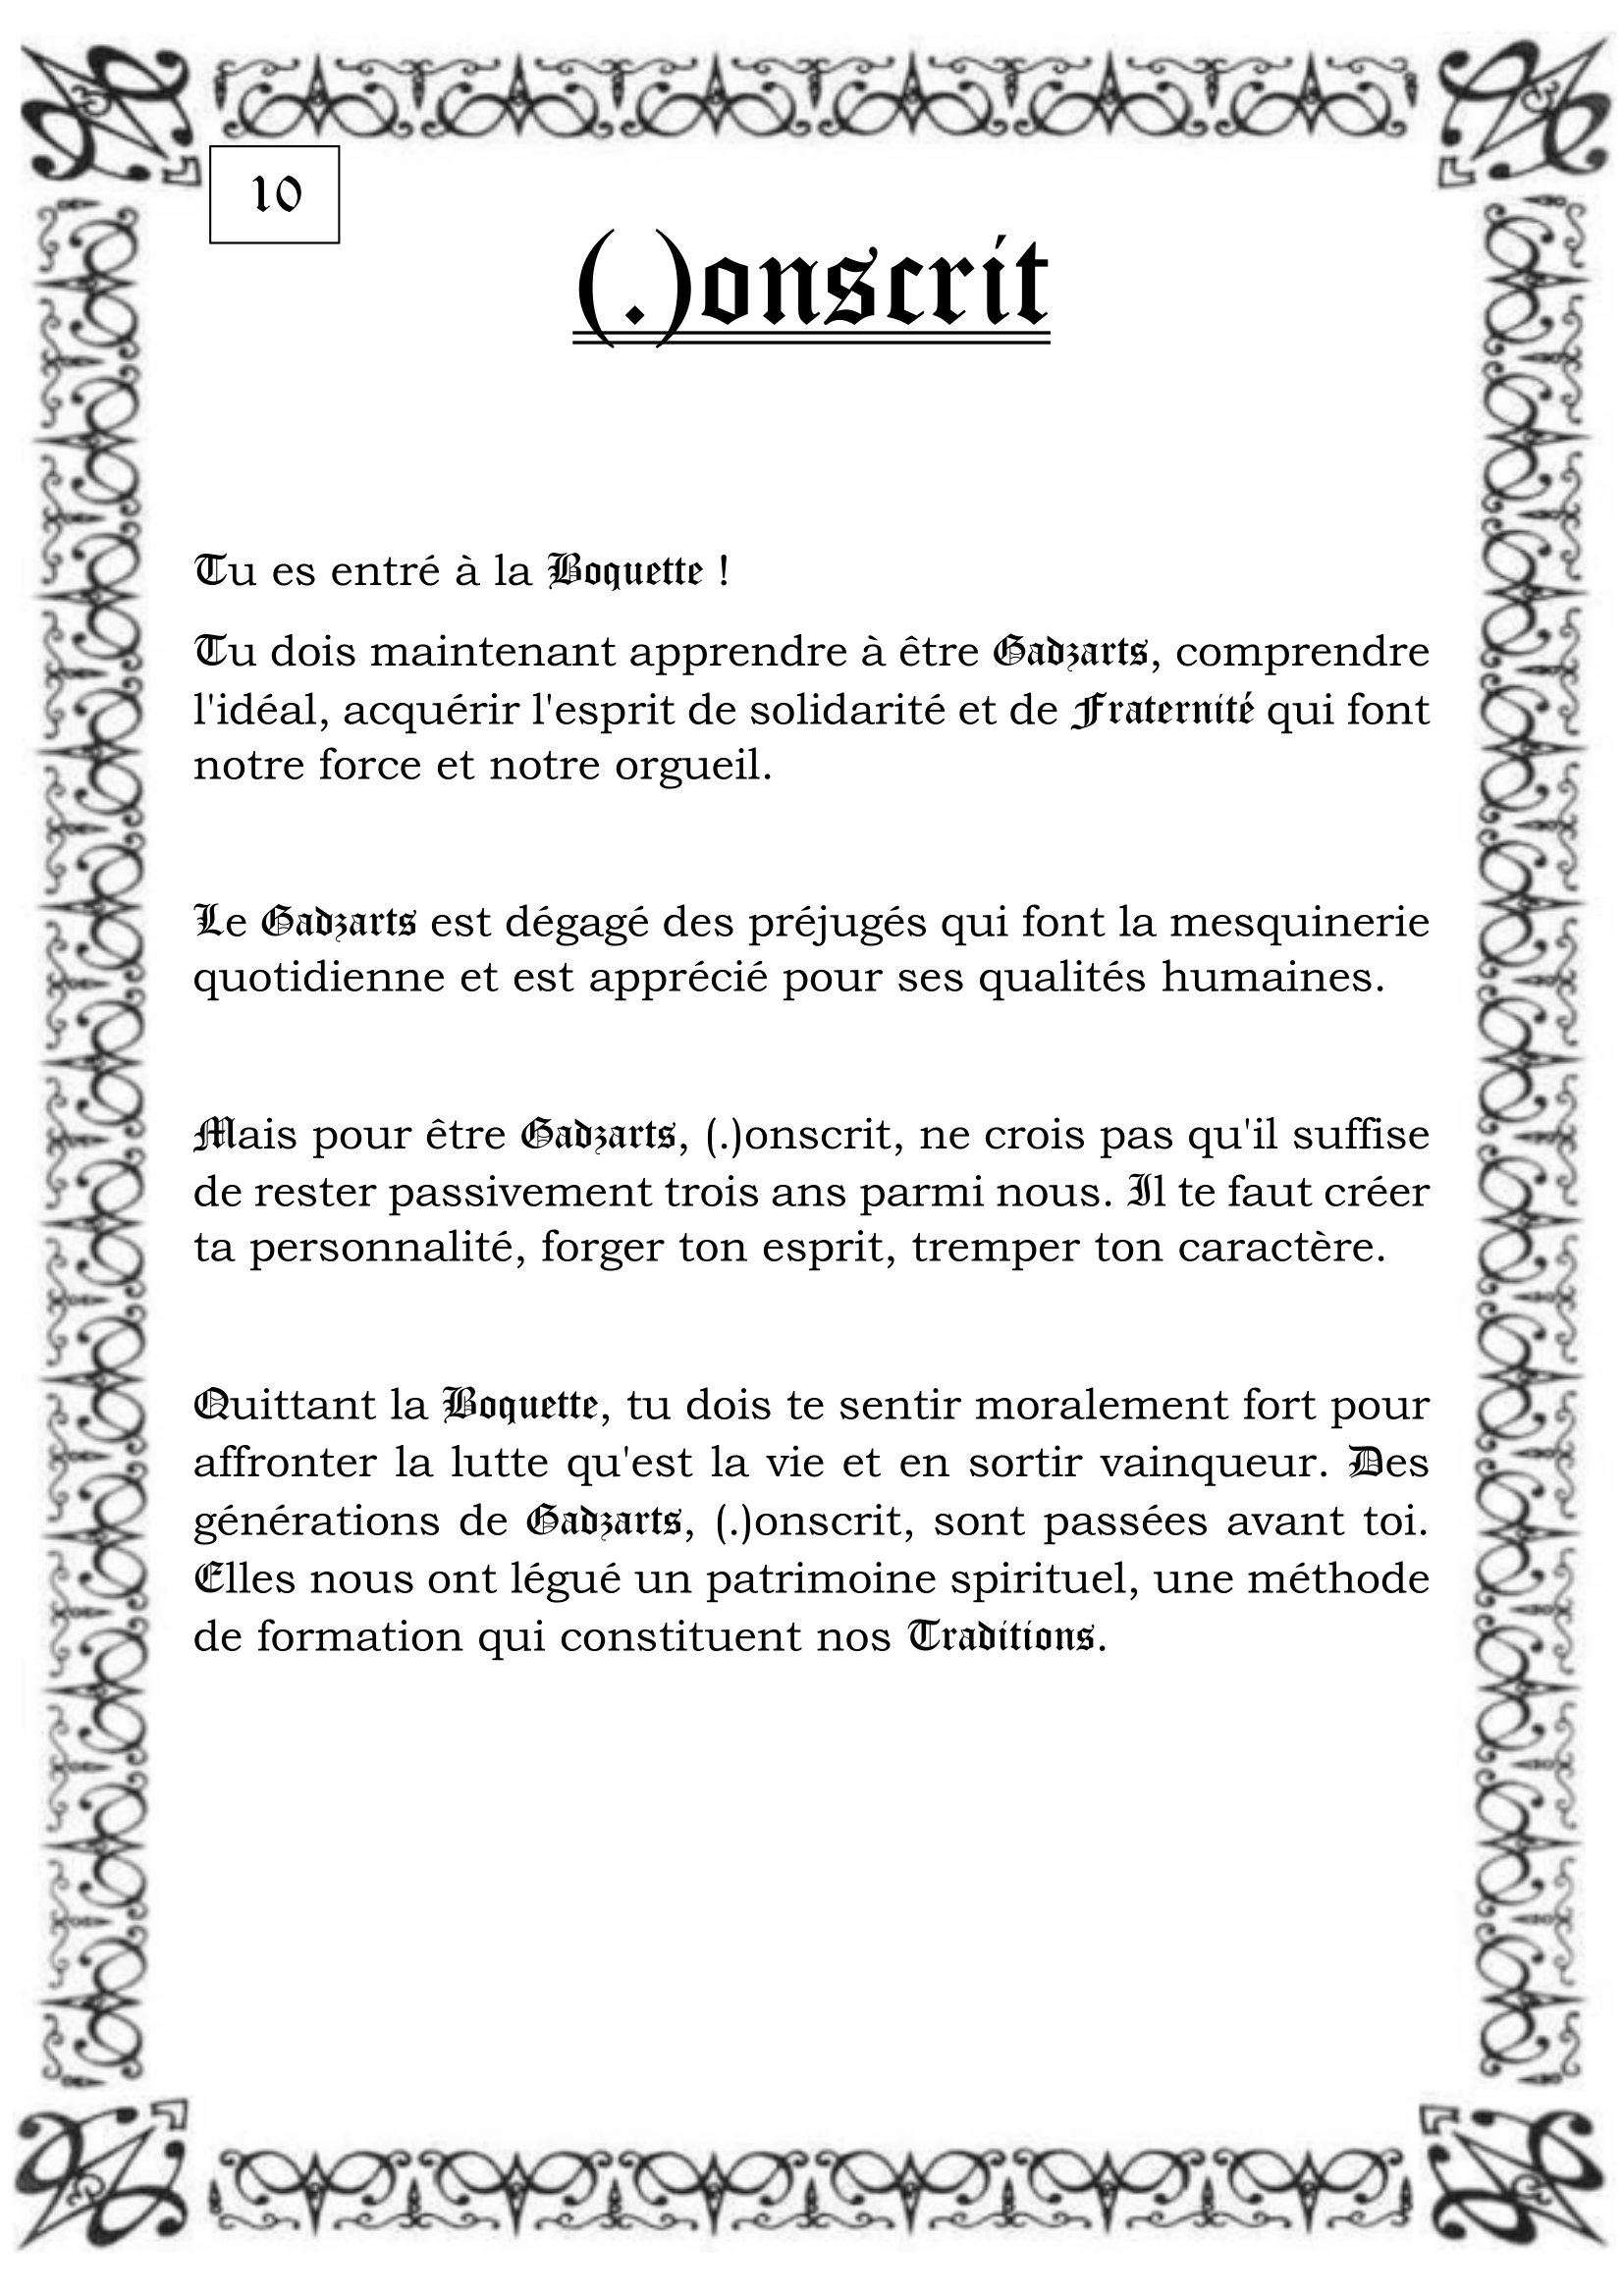 10
(.)onscrit
Tu es entré à la Boquette !
Tu dois maintenant apprendre à être Gadzarts, comprendre
l'idéal, acquérir l'esprit de solidarité et de Fraternité qui font
notre force et notre orgueil.
Le Gadzarts est dégagé des préjugés qui font la mesquinerie
quotidienne et est apprécié pour ses qualités humaines.
Mais pour être Gadzarts, (.)onscrit, ne crois pas qu'il suffise
de rester passivement trois ans parmi nous. Il te faut créer
ta personnalité, forger ton esprit, tremper ton caractère.
Quittant la Boquette, tu dois te sentir moralement fort pour
affronter la lutte qu'est la vie et en sortir vainqueur. Des
générations de Gadzarts, (.)onscrit, sont passées avant toi.
Elles nous ont légué un patrimoine spirituel, une méthode
de formation qui constituent nos Traditions.